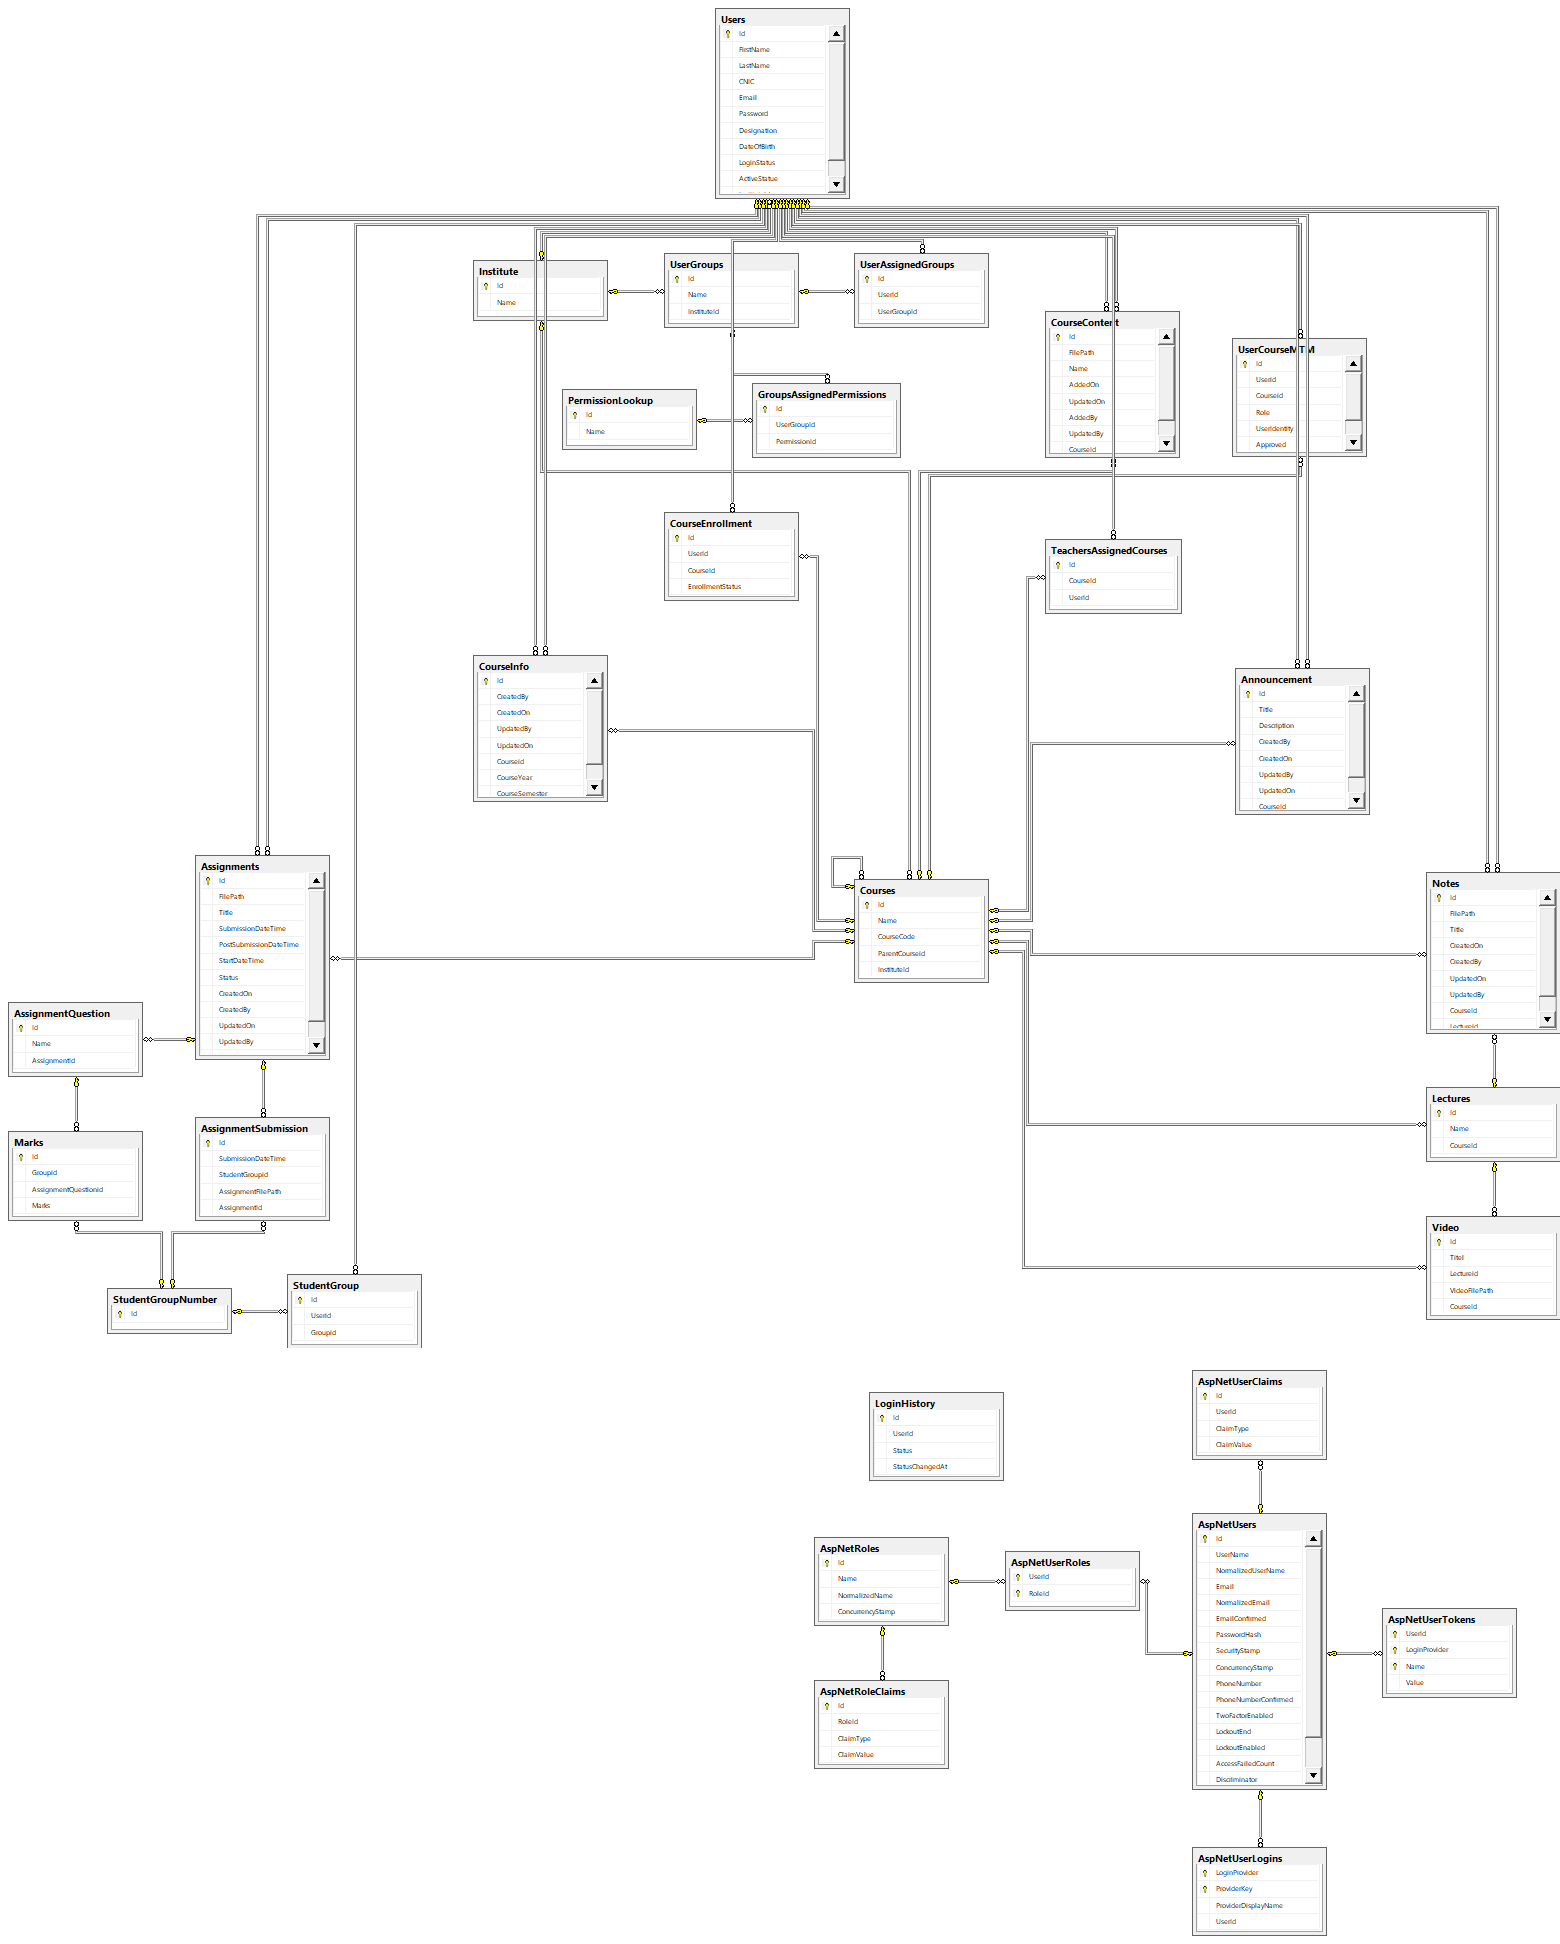 Users
Id
FirstName
LastName
CNIC
Email
Password
Designation
DateOfBirth
LoginStatus
ActiveStatue
Institute
Id
Name
UserGroups
Id
Name
InstituteId
UserAssignedGroups
Id
UserId
UserGroupId
CourseContent
Id
FilePath
Name
AddedOn
UpdatedOn
AddedBy
UpdatedBy
CourseId
UserCourseMTM
Id
UserId
CourseId
Role
UserIdentity
Approved
PermissionLookup
Id
Name
GroupsAssignedPermissions
Id
UserGroupId
PermissionId
CourseEnrollment
Id
UserId
CourseId
EnrollmentStatus
TeachersAssignedCourses
Id
CourseId
UserId
CourseInfo
Id
CreatedBy
CreatedOn
UpdatedBy
UpdatedOn
CourseId
CourseYear
CourseSemester
Announcement
Id
Title
Description
CreatedBy
CreatedOn
UpdatedBy
UpdatedOn
CourseId
Assignments
Id
FilePath
Title
SubmissionDateTime
PostSubmissionDateTime
StartDateTime
Status
CreatedOn
CreatedBy
UpdatedOn
UpdatedBy
Courses
Id
Name
CourseCode
ParentCourseId
InstituteId
Notes
Id
FilePath
Title
CreatedOn
CreatedBy
UpdatedOn
UpdatedBy
CourseId
LectureId
AssignmentQuestion
Id
Name
AssignmentId
Lectures
Id
Name
CourseId
Marks
Id
GroupId
AssignmentQuestionId
Marks
AssignmentSubmission
Id
SubmissionDateTime
StudentGroupId
AssignmentFilePath
AssignmentId
Video
Id
Titel
LectureId
VideoFilePath
CourseId
StudentGroupNumber
Id
StudentGroup
Id
UserId
GroupId
LoginHistory
Id
UserId
Status
StatusChangedAt
AspNetUserClaims
Id
UserId
ClaimType
ClaimValue
AspNetUsers
Id
UserName
NormalizedUserName
Email
NormalizedEmail
EmailConfirmed
PasswordHash
SecurityStamp
ConcurrencyStamp
PhoneNumber
PhoneNumberConfirmed
TwoFactorEnabled
LockoutEnd
LockoutEnabled
AccessFailedCount
Discriminator
AspNetRoles
Id
Name
NormalizedName
ConcurrencyStamp
AspNetUserRoles
UserId
RoleId
AspNetUserTokens
UserId
LoginProvider
Name
Value
AspNetRoleClaims
Id
RoleId
ClaimType
ClaimValue
AspNetUserLogins
LoginProvider
ProviderKey
ProviderDisplayName
UserId